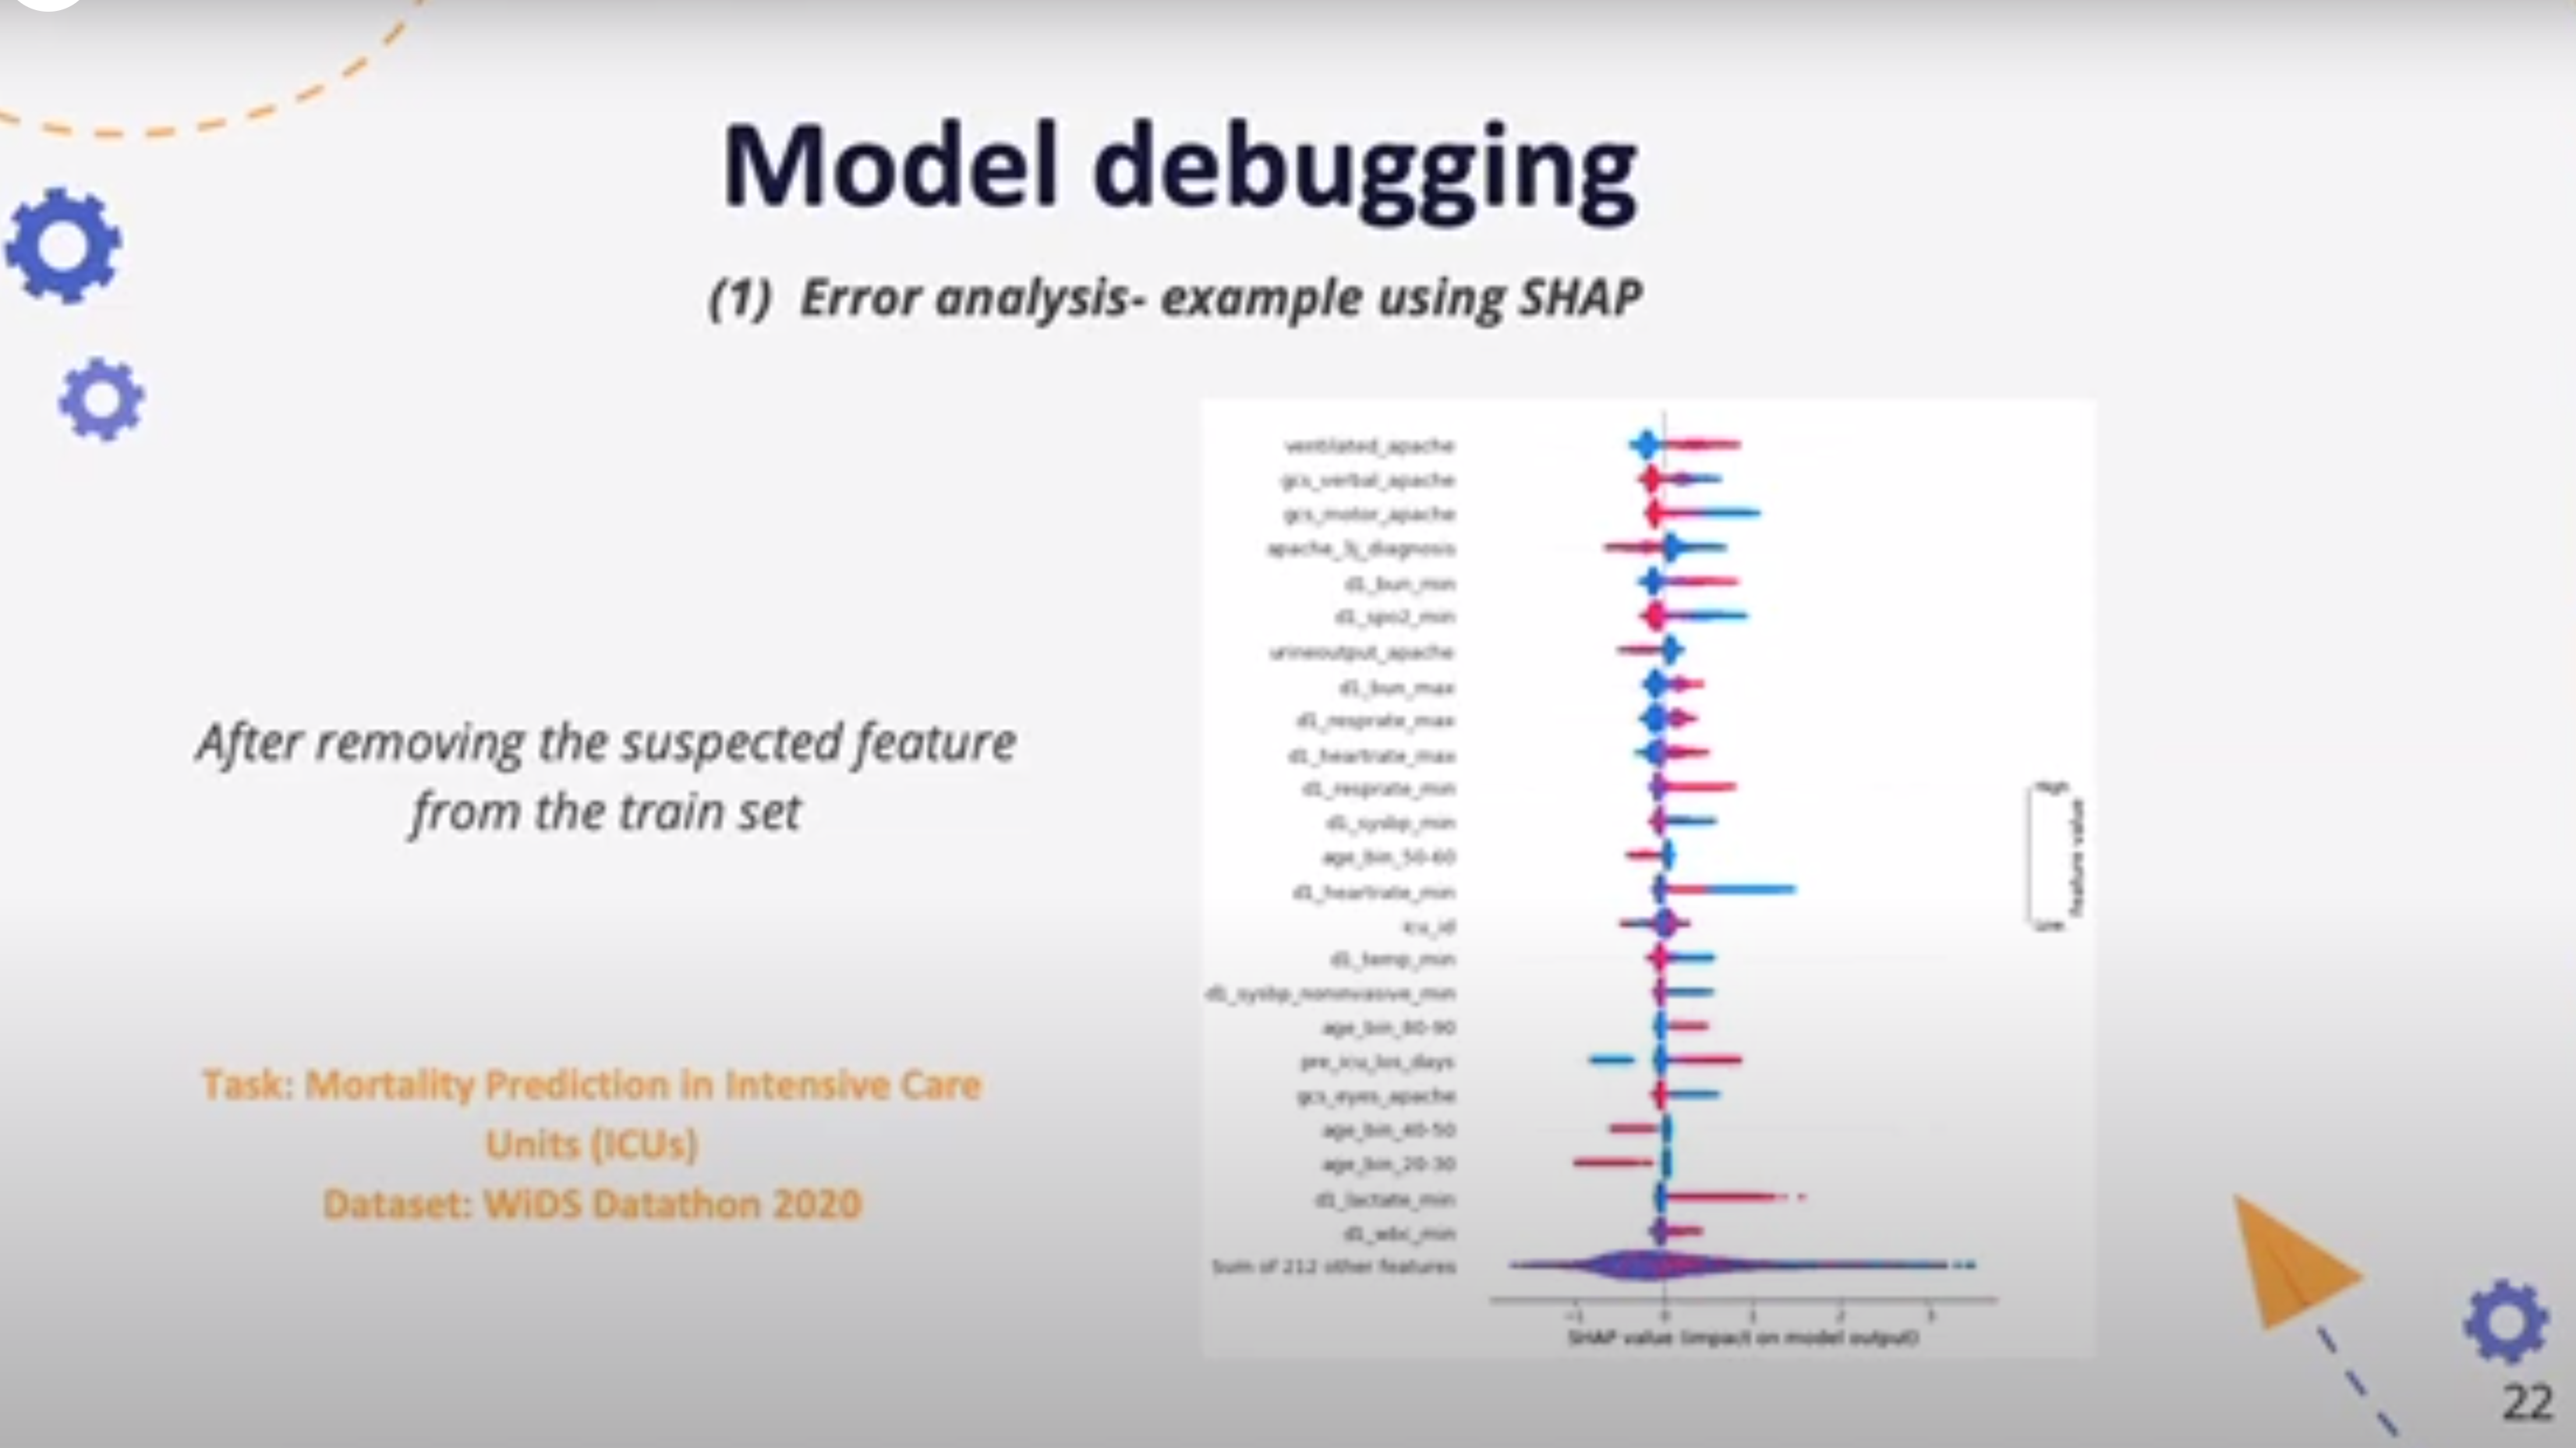 Model debugging
(1) Error analysis- example using SHAP
After removing the suspected feature
from the train set
Task: Mortality Prediction in Intensive Care
Units (ICUs)
Dataset: WiDS Datathon 2020
ventilated_apache
gcs_verbal_apache
gcs_motor_apache
apache_3j_diagnosis
d1_bun_min
d1_spo2_min
urineoutput_apache
d1_bun_max
d1_resprate_max
d1_heartrate_max
d1_resprate_min
d1_sysbp_min
age_bin_50-60
d1_heartrate_min
icu_id
d1_temp_min
d1_sysbp_noninvasive_min
age_bin_80-90
pre_icu_los_days
gcs_eyes_apache
age_bin_40-50
age_bin_20-30
d1_lactate_min
d1_wbc_min
Sum of 212 other features
-1 0 1 2 3
SHAP value (impact on model output)
High
Feature value
Low
22